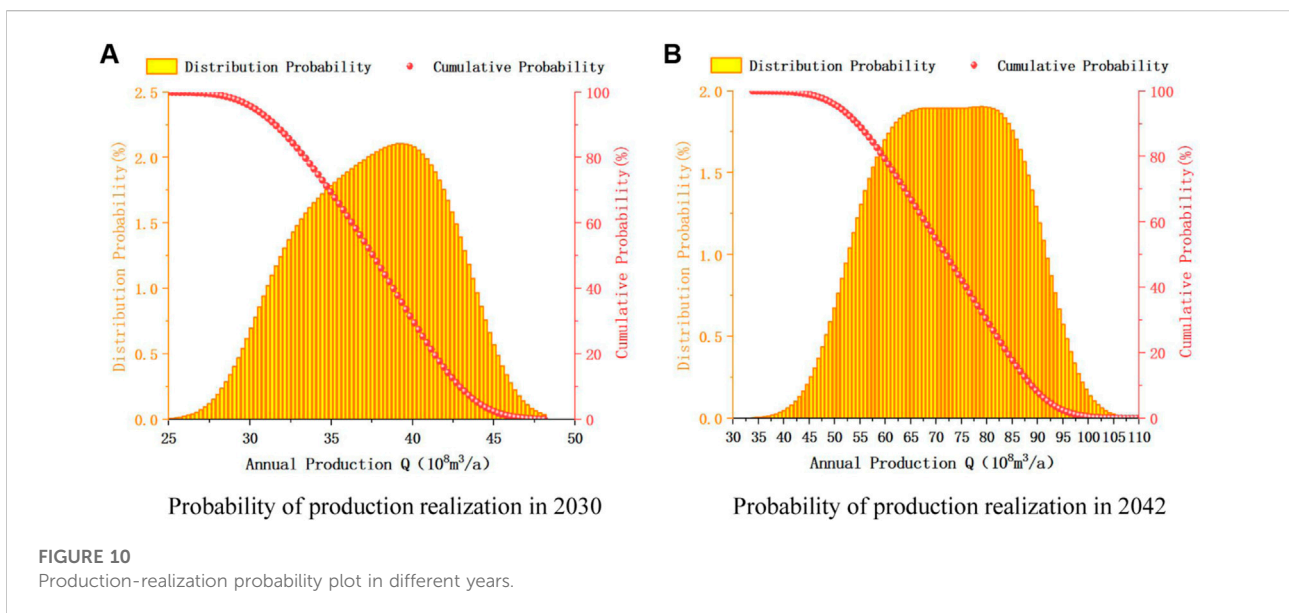 A
Distribution Probability
Cumulative Probability
2.5
2.0
1.5
1.0
0.5
0.0
Distribution Probability(%)
100
80
60
40
20
0
Cumulative Probability(%)
25 30 35 40 45 50
Annual Production Q (10⁸m³/a)
Probability of production realization in 2030
B
Distribution Probability
Cumulative Probability
2.0
1.5
1.0
0.5
0.0
Distribution Probability(%)
100
80
60
40
20
0
Cumulative Probability(%)
30 35 40 45 50 55 60 65 70 75 80 85 90 95 100 105 110
Annual Production Q (10⁸m³/a)
Probability of production realization in 2042
FIGURE 10
Production-realization probability plot in different years.